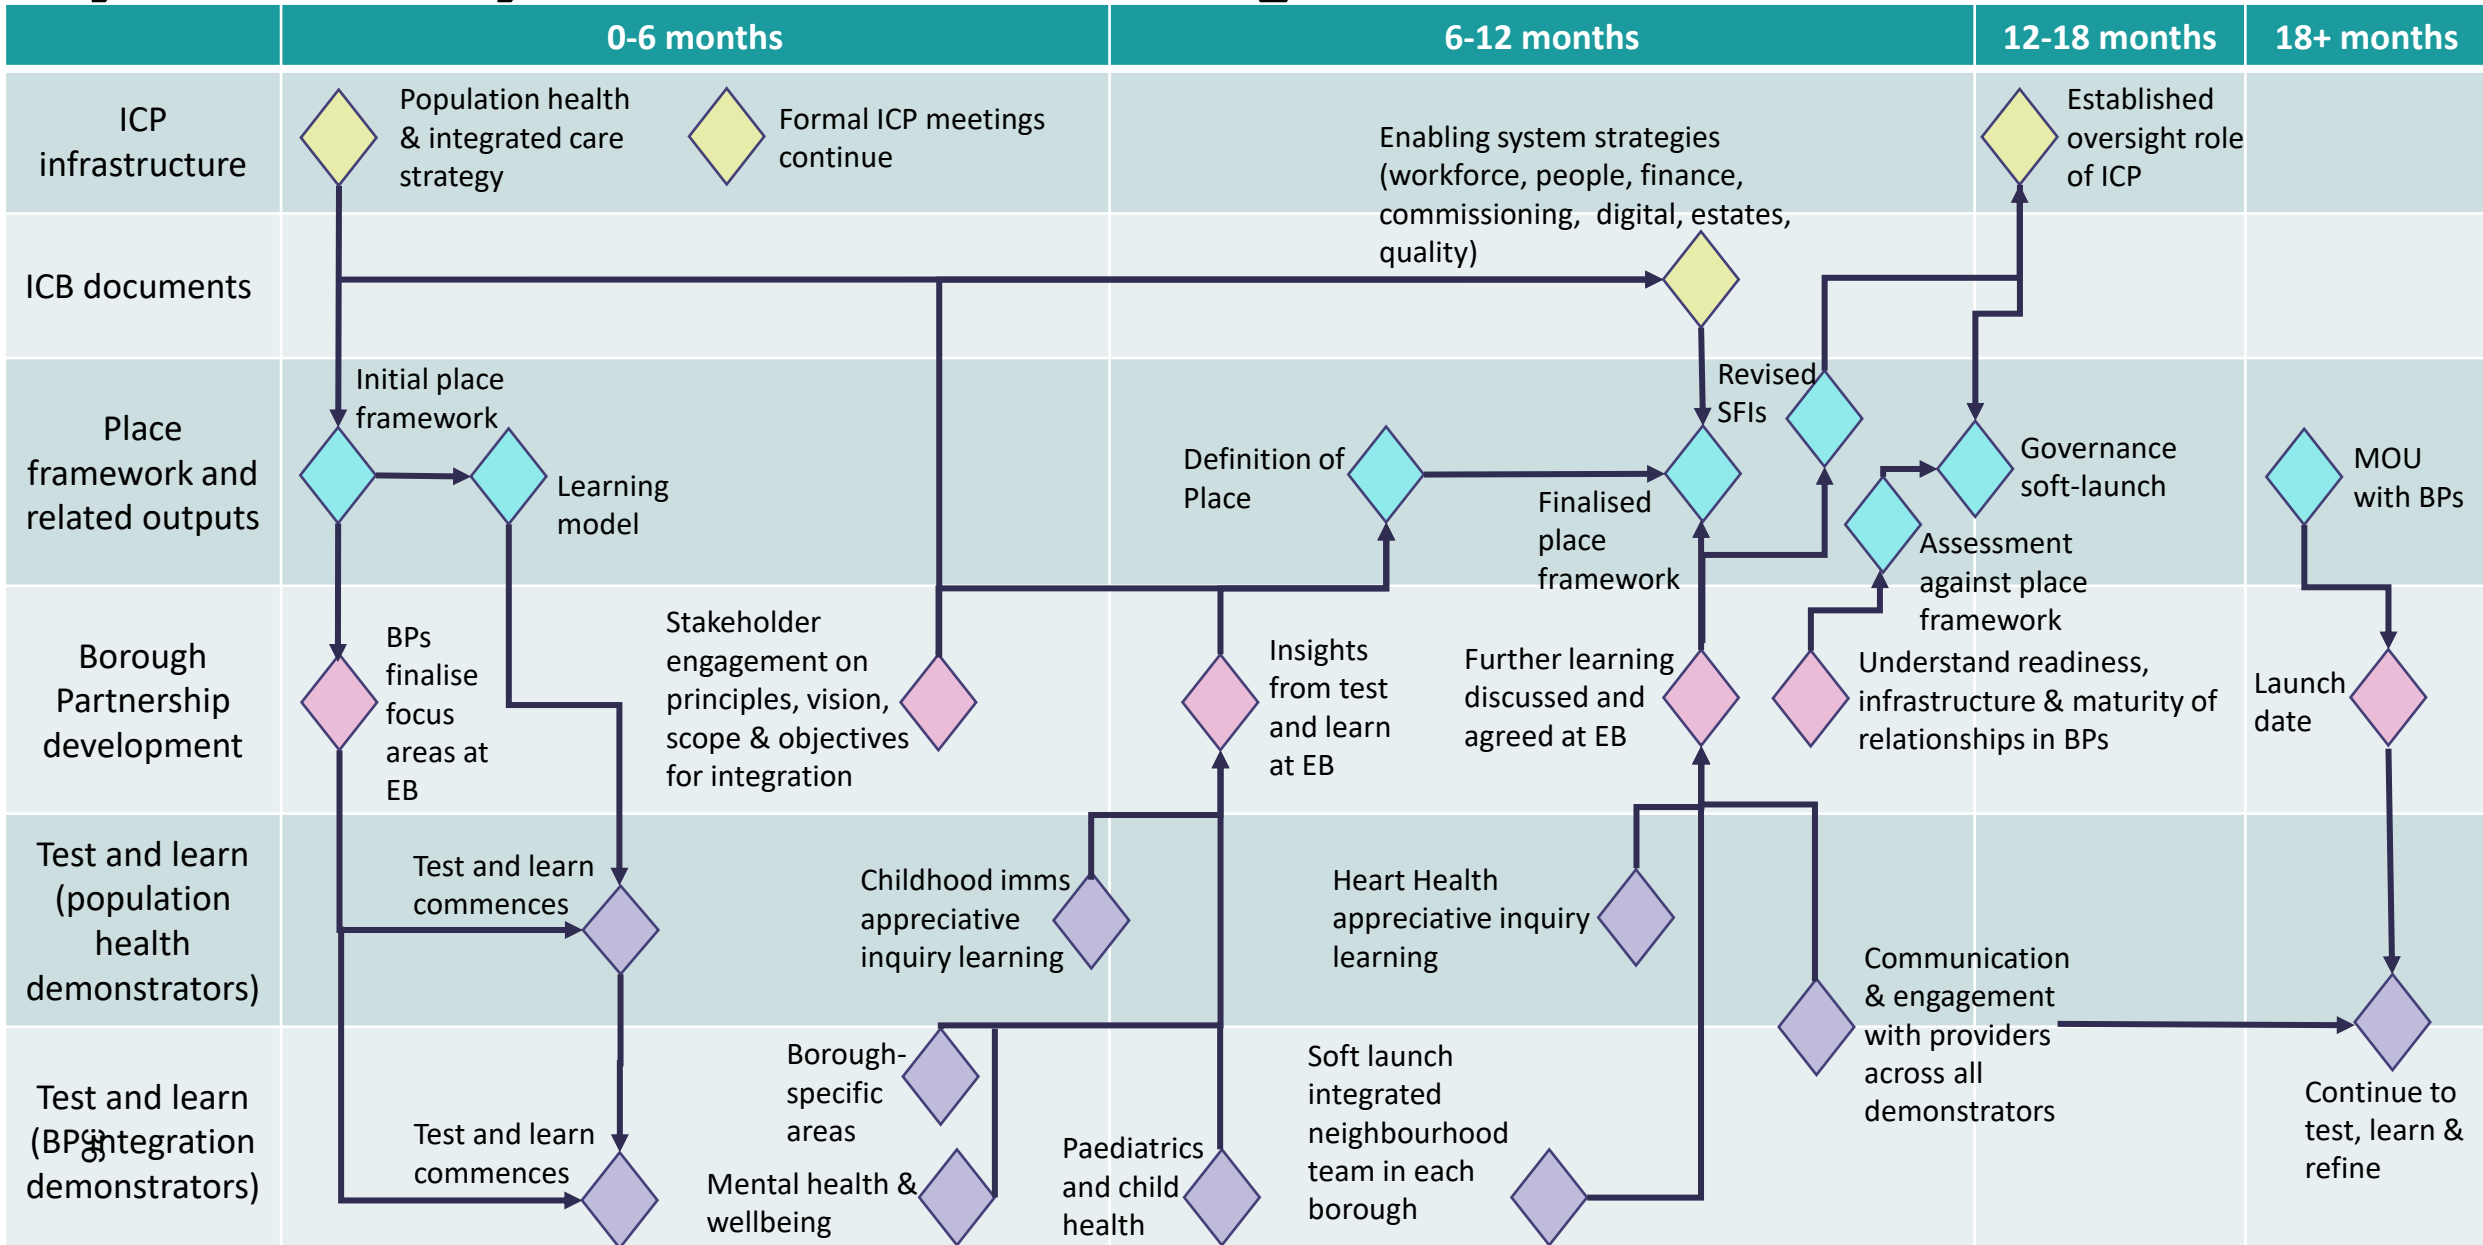 0-6 months
6-12 months
12-18 months
18+ months
ICP
infrastructure
Population health
& integrated care
strategy
Formal ICP meetings
continue
Enabling system strategies
(workforce, people, finance,
commissioning,  digital, estates,
quality)
Established
oversight role
of ICP
ICB documents
Place
framework and
related outputs
Initial place
framework
Learning
model
Definition of
Place
Finalised
place
framework
Revised
SFIs
Governance
soft-launch
Assessment
against place
framework
MOU
with BPs
Borough
Partnership
development
BPs
finalise
focus
areas at
EB
Stakeholder
engagement on
principles, vision,
scope & objectives
for integration
Insights
from test
and learn
at EB
Further learning
discussed and
agreed at EB
Understand readiness,
infrastructure & maturity of
relationships in BPs
Launch
date
Test and learn
(population
health
demonstrators)
Test and learn
commences
Childhood imms
appreciative
inquiry learning
Heart Health
appreciative inquiry
learning
Communication
& engagement
with providers
across all
demonstrators
Test and learn
(BP integration
demonstrators)
Test and learn
commences
Borough-
specific
areas
Mental health &
wellbeing
Paediatrics
and child
health
Soft launch
integrated
neighbourhood
team in each
borough
Continue to
test, learn &
refine